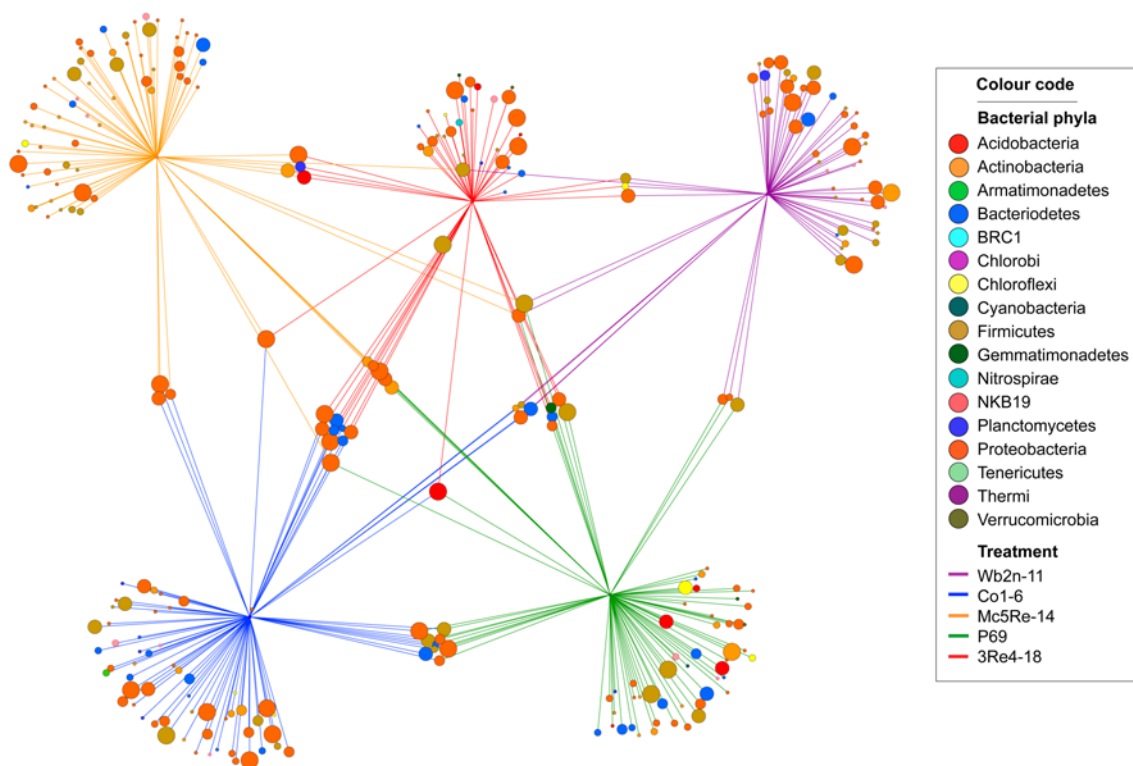 Colour code
Bacterial phyla
Acidobacteria
Actinobacteria
Armatimonadetes
Bacteriodetes
BRC1
Chlorobi
Chloroflexi
Cyanobacteria
Firmicutes
Gemmatimonadetes
Nitrospirae
NKB19
Planctomycetes
Proteobacteria
Tenericutes
Thermi
Verrucomicrobia
Treatment
Wb2n-11
Co1-6
Mc5Re-14
P69
3Re4-18